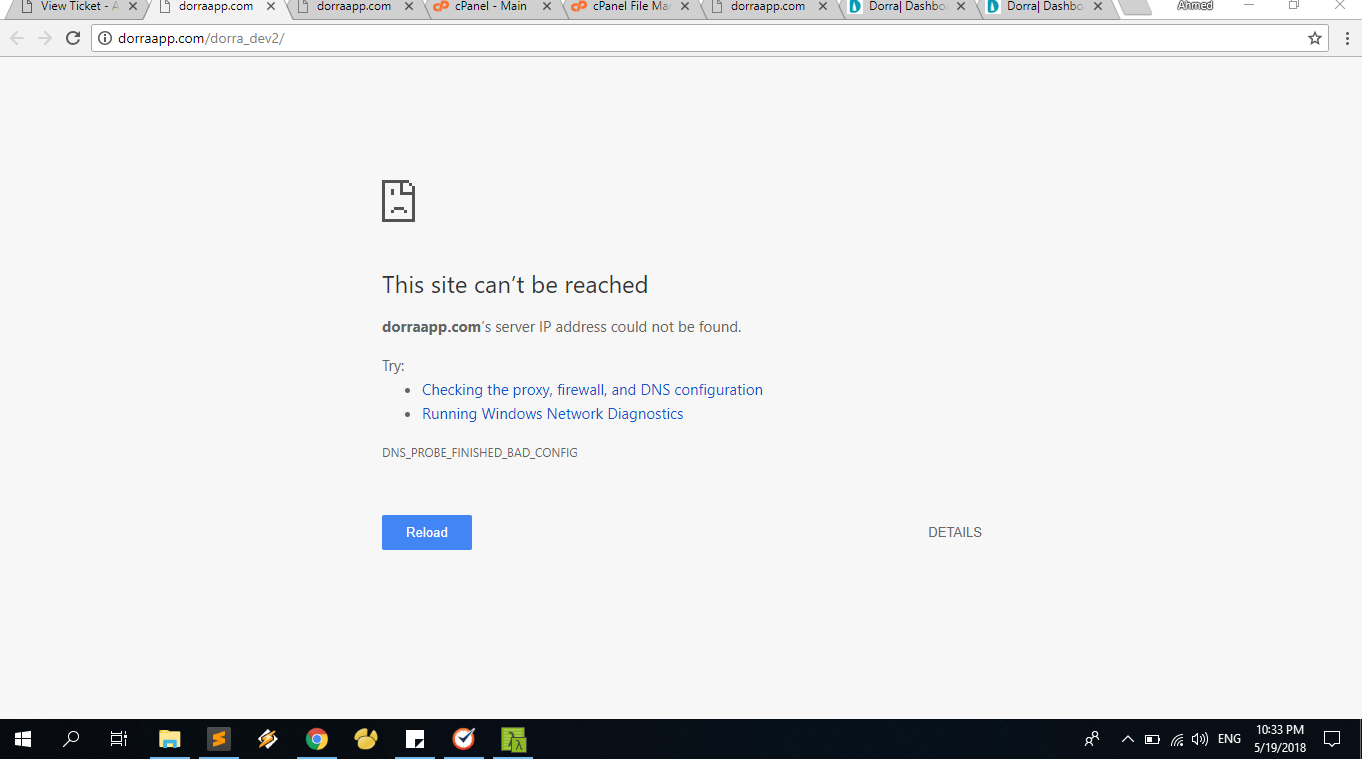 View Ticket - A
dorraapp.com
dorraapp.com
cPanel - Main
cPanel File Ma
dorraapp.com
Dorra| Dashbo
Dorra| Dashbo
Ahmed
dorraapp.com/dorra_dev2/
This site can’t be reached
dorraapp.com’s server IP address could not be found.
Try:
Checking the proxy, firewall, and DNS configuration
Running Windows Network Diagnostics
DNS_PROBE_FINISHED_BAD_CONFIG
Reload
DETAILS
ENG
10:33 PM
5/19/2018